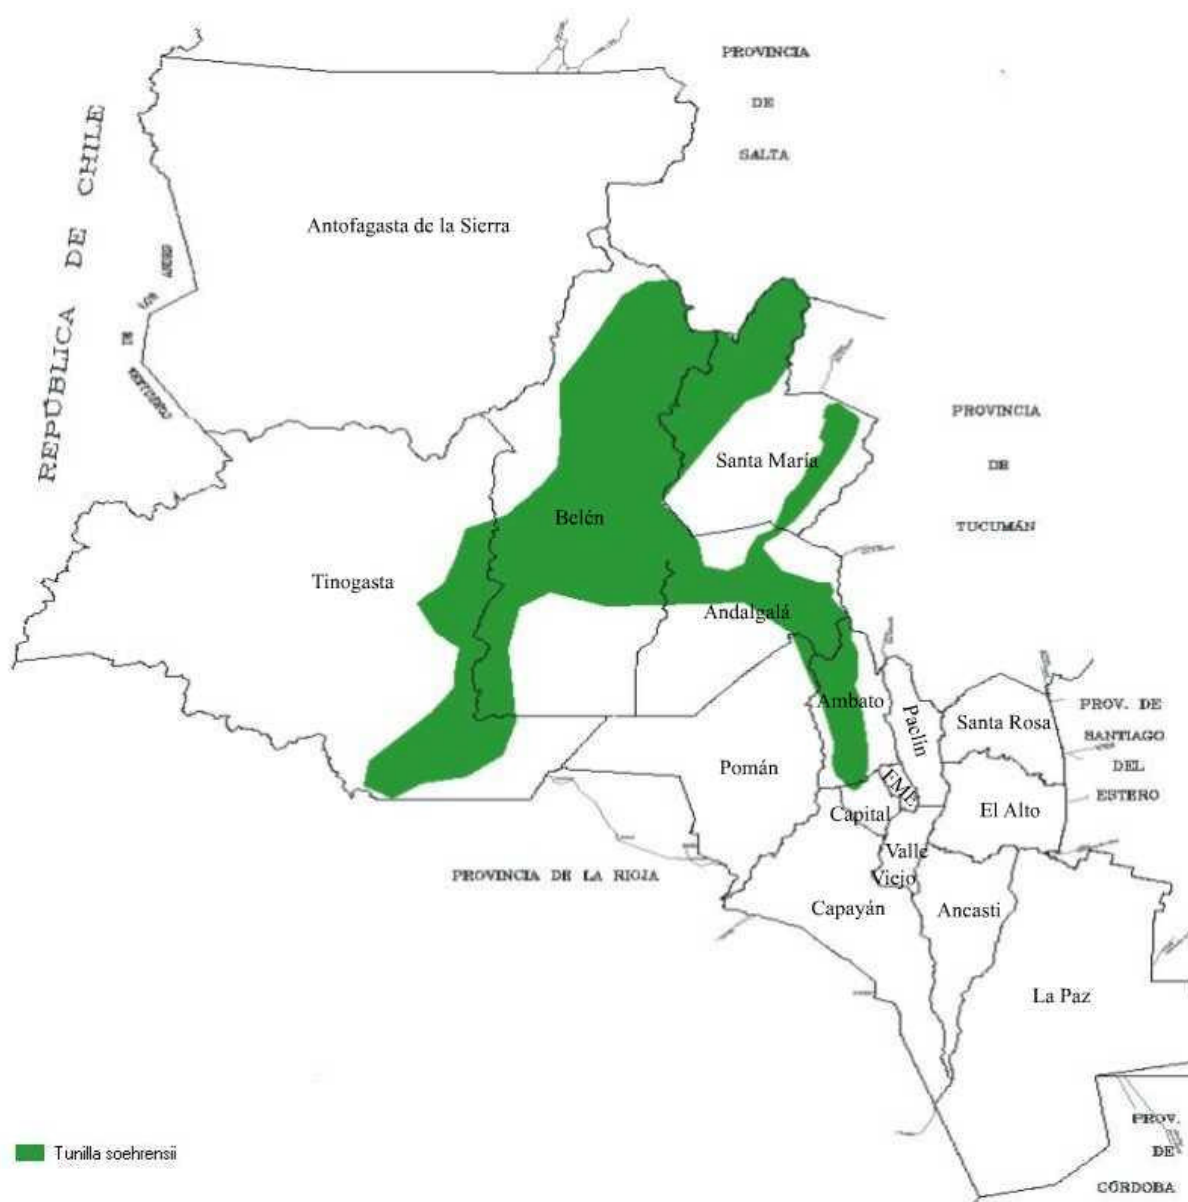 PROVINCIA
DE
SALTA
REPÚBLICA DE CHILE
Antofagasta de la Sierra
PROVINCIA
DE
TUCUMÁN
Santa María
Belén
Tinogasta
Andalgalá
Ambato
Paclín
Santa Rosa
PROV. DE
SANTIAGO
DEL
ESTERO
Pomán
FME
Capital
El Alto
Valle
Viejo
PROVINCIA DE LA RIOJA
Capayán
Ancasti
La Paz
PROV.
DE
CÓRDOBA
Tunilla soehrensii